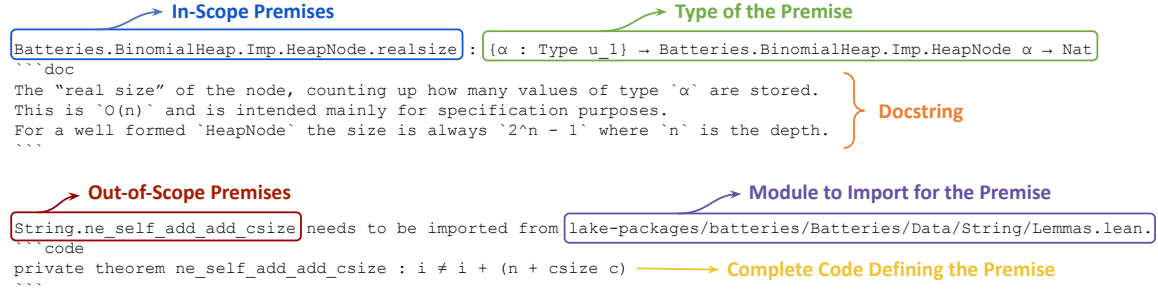 In-Scope Premises
Type of the Premise
Batteries.BinomialHeap.Imp.HeapNode.realsize : {α : Type u_1} → Batteries.BinomialHeap.Imp.HeapNode α → Nat
```doc
The “real size” of the node, counting up how many values of type `α` are stored.
This is `O(n)` and is intended mainly for specification purposes.
For a well formed `HeapNode` the size is always `2^n - 1` where `n` is the depth.
```
Docstring
Out-of-Scope Premises
Module to Import for the Premise
String.ne_self_add_add_csize needs to be imported from lake-packages/batteries/Batteries/Data/String/Lemmas.lean.
```code
private theorem ne_self_add_add_csize : i ≠ i + (n + csize c)
Complete Code Defining the Premise
```